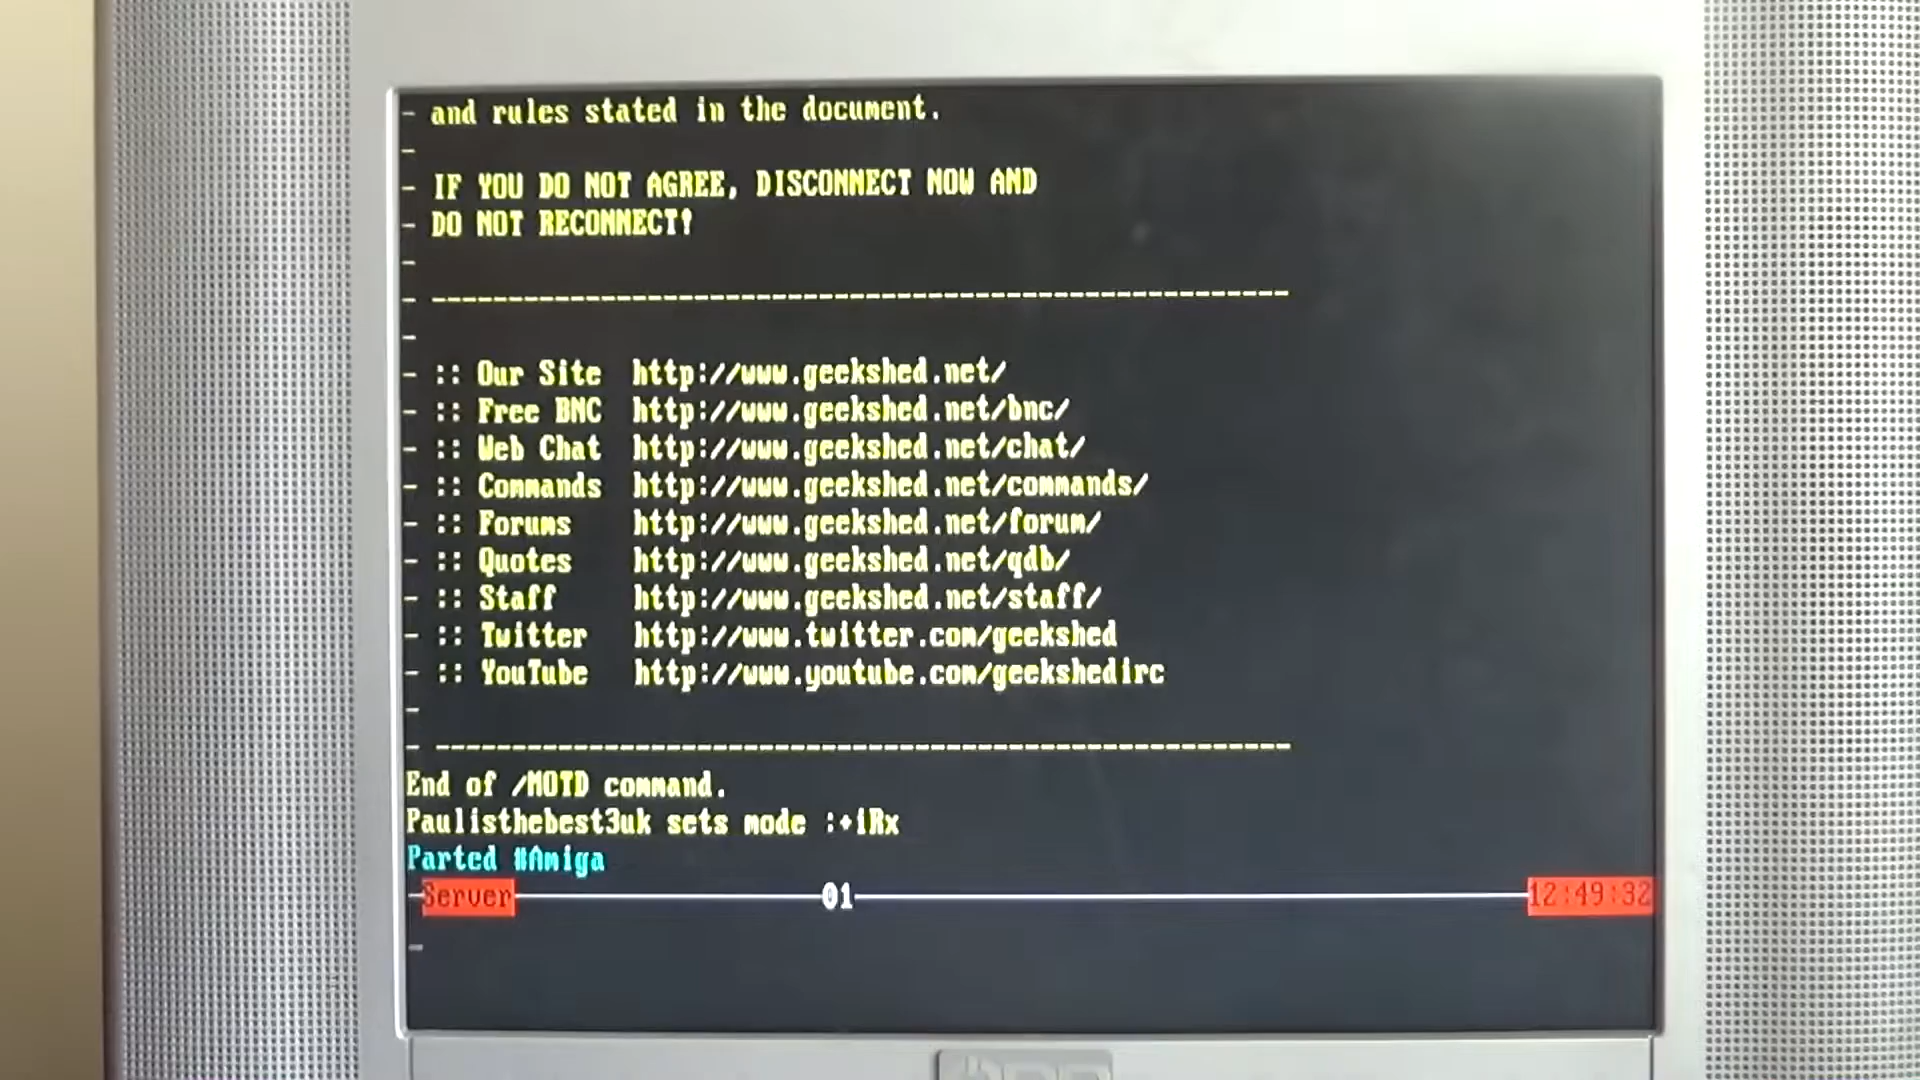 - and rules stated in the document.
-
- IF YOU DO NOT AGREE, DISCONNECT NOW AND
- DO NOT RECONNECT!
-
- -------------------------------------------------------
-
- :: Our Site http://www.geekshed.net/
- :: Free BNC http://www.geekshed.net/bnc/
- :: Web Chat http://www.geekshed.net/chat/
- :: Commands http://www.geekshed.net/commands/
- :: Forums http://www.geekshed.net/forum/
- :: Quotes http://www.geekshed.net/qdb/
- :: Staff http://www.geekshed.net/staff/
- :: Twitter http://www.twitter.com/geekshed
- :: YouTube http://www.youtube.com/geekshedirc
-
- -------------------------------------------------------
End of /MOTD command.
Paulisthebest3uk sets mode :+iRx
Parted #Amiga
Server 01 12:49:32